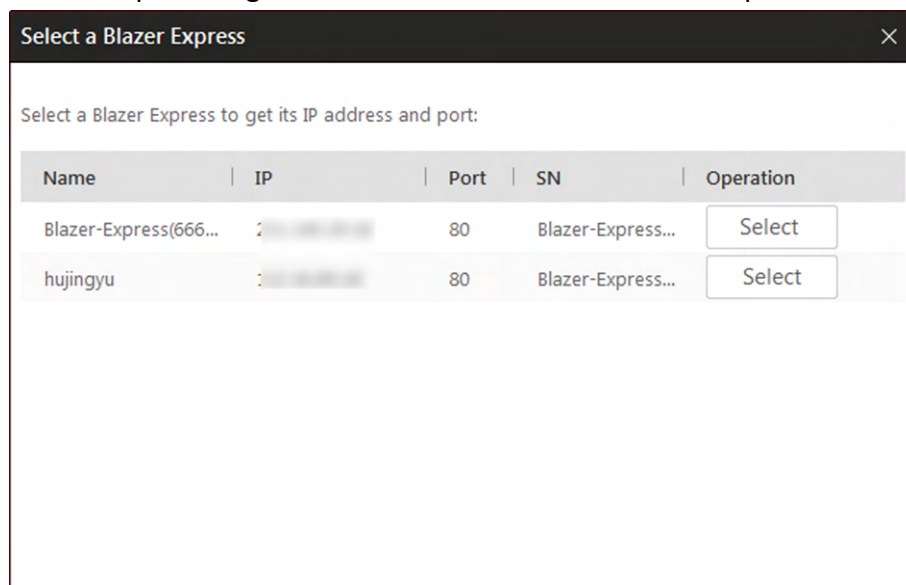 Select a Blazer Express
Select a Blazer Express to get its IP address and port:
Name IP Port SN Operation
Blazer-Express(666... 80 Blazer-Express... Select
hujingyu 80 Blazer-Express... Select